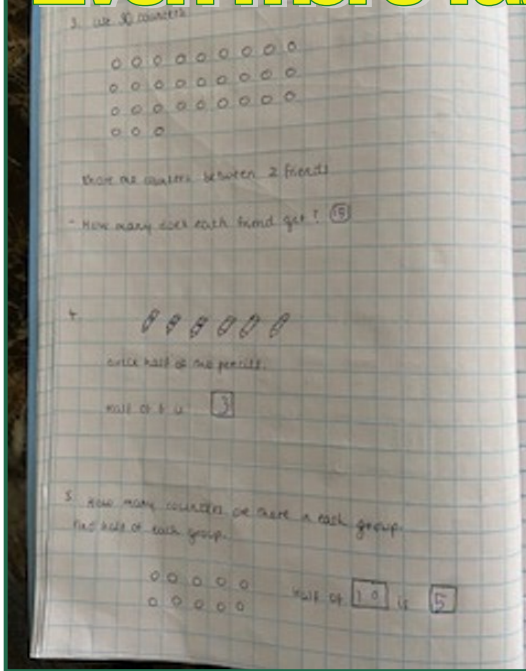 3. use 30 counters
share the counters between 2 friends
- How many does each friend get? 15
4.
circle half of the pencils.
half of 6 is 3
5. How many counters are there in each group.
find half of each group.
half of 10 is 5